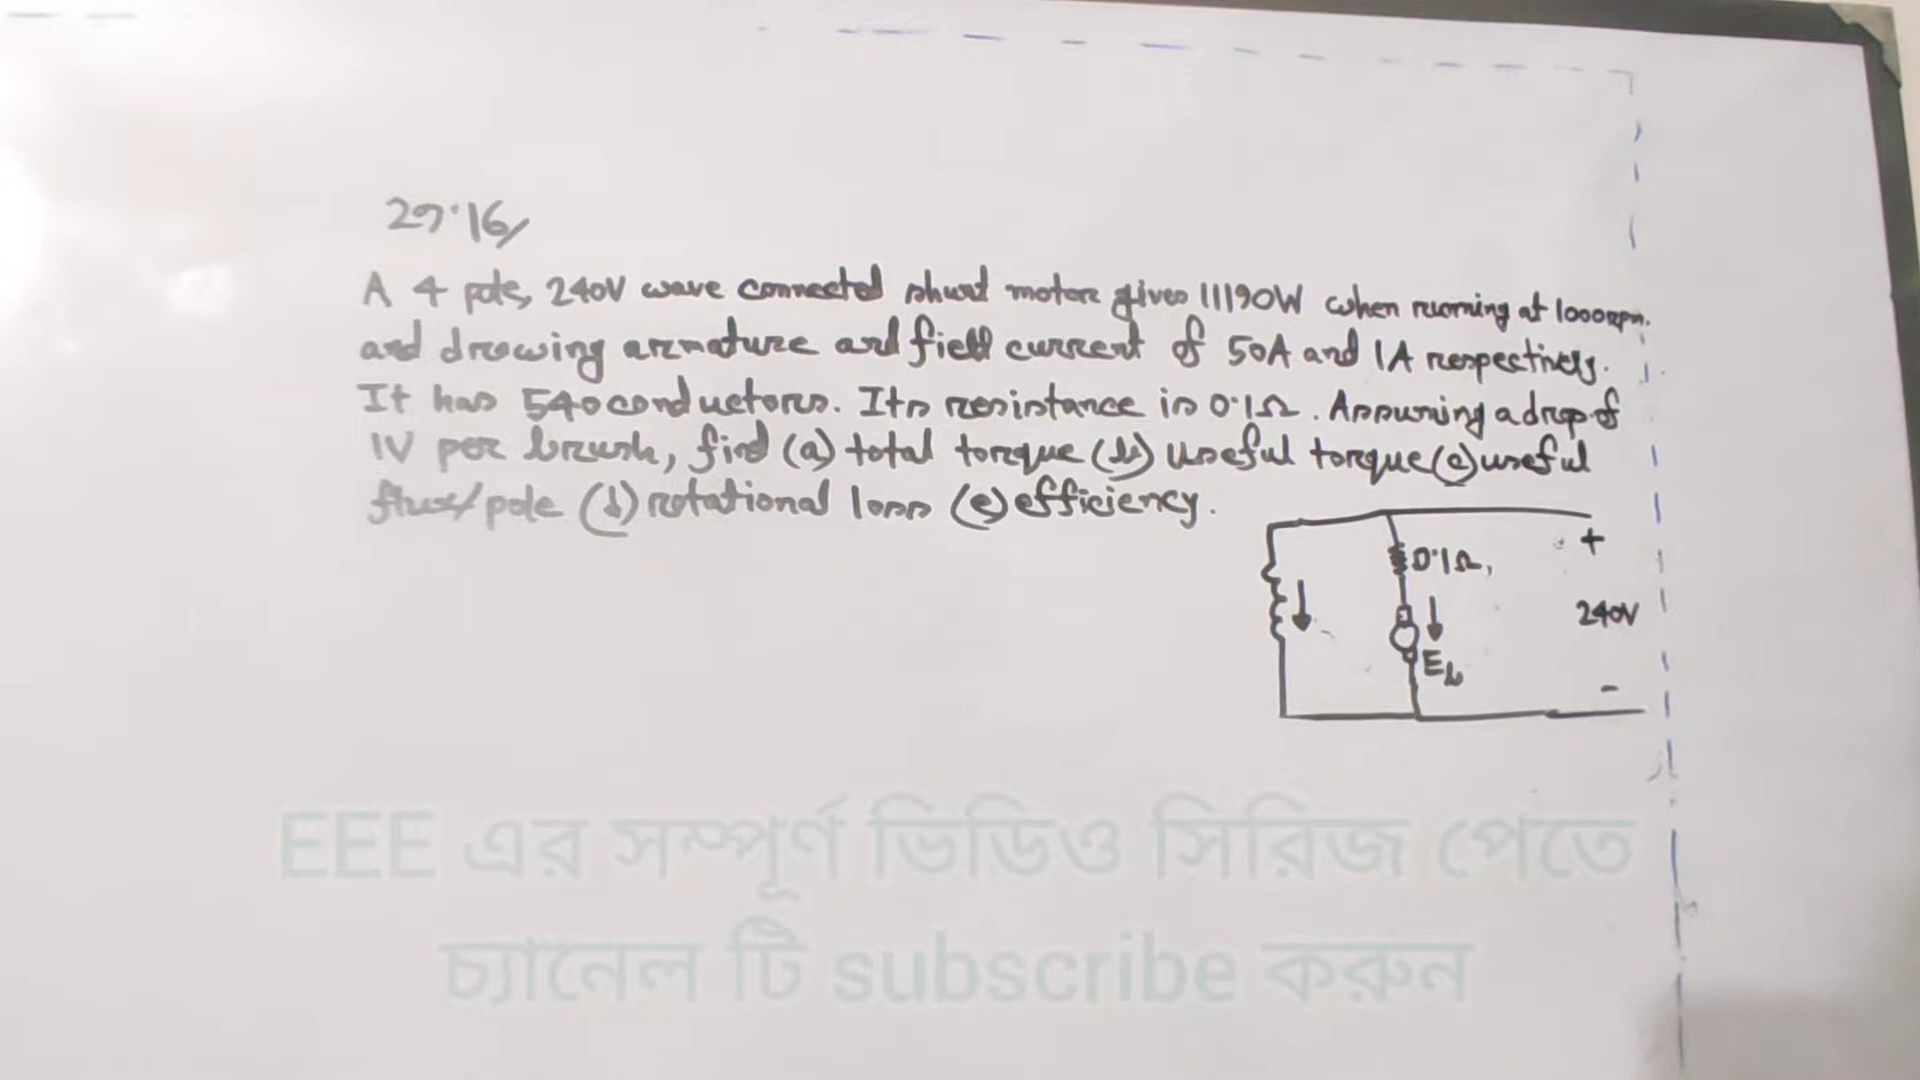 29.16/
A 4 pole, 240V wave connected shunt motor gives 11190W when running at 1000rpm.
and drawing armature and field current of 50A and 1A respectively.
It has 540 conductors. Its resistance is 0.1Ω. Assuming a drop of
1V per brush, find (a) total torque (b) useful torque (c) useful
flux/pole (d) rotational loss (e) efficiency.
0.1Ω,
+
240V
Eb
-
EEE এর সম্পূর্ণ ভিডিও সিরিজ পেতে
চ্যানেল টি subscribe করুন